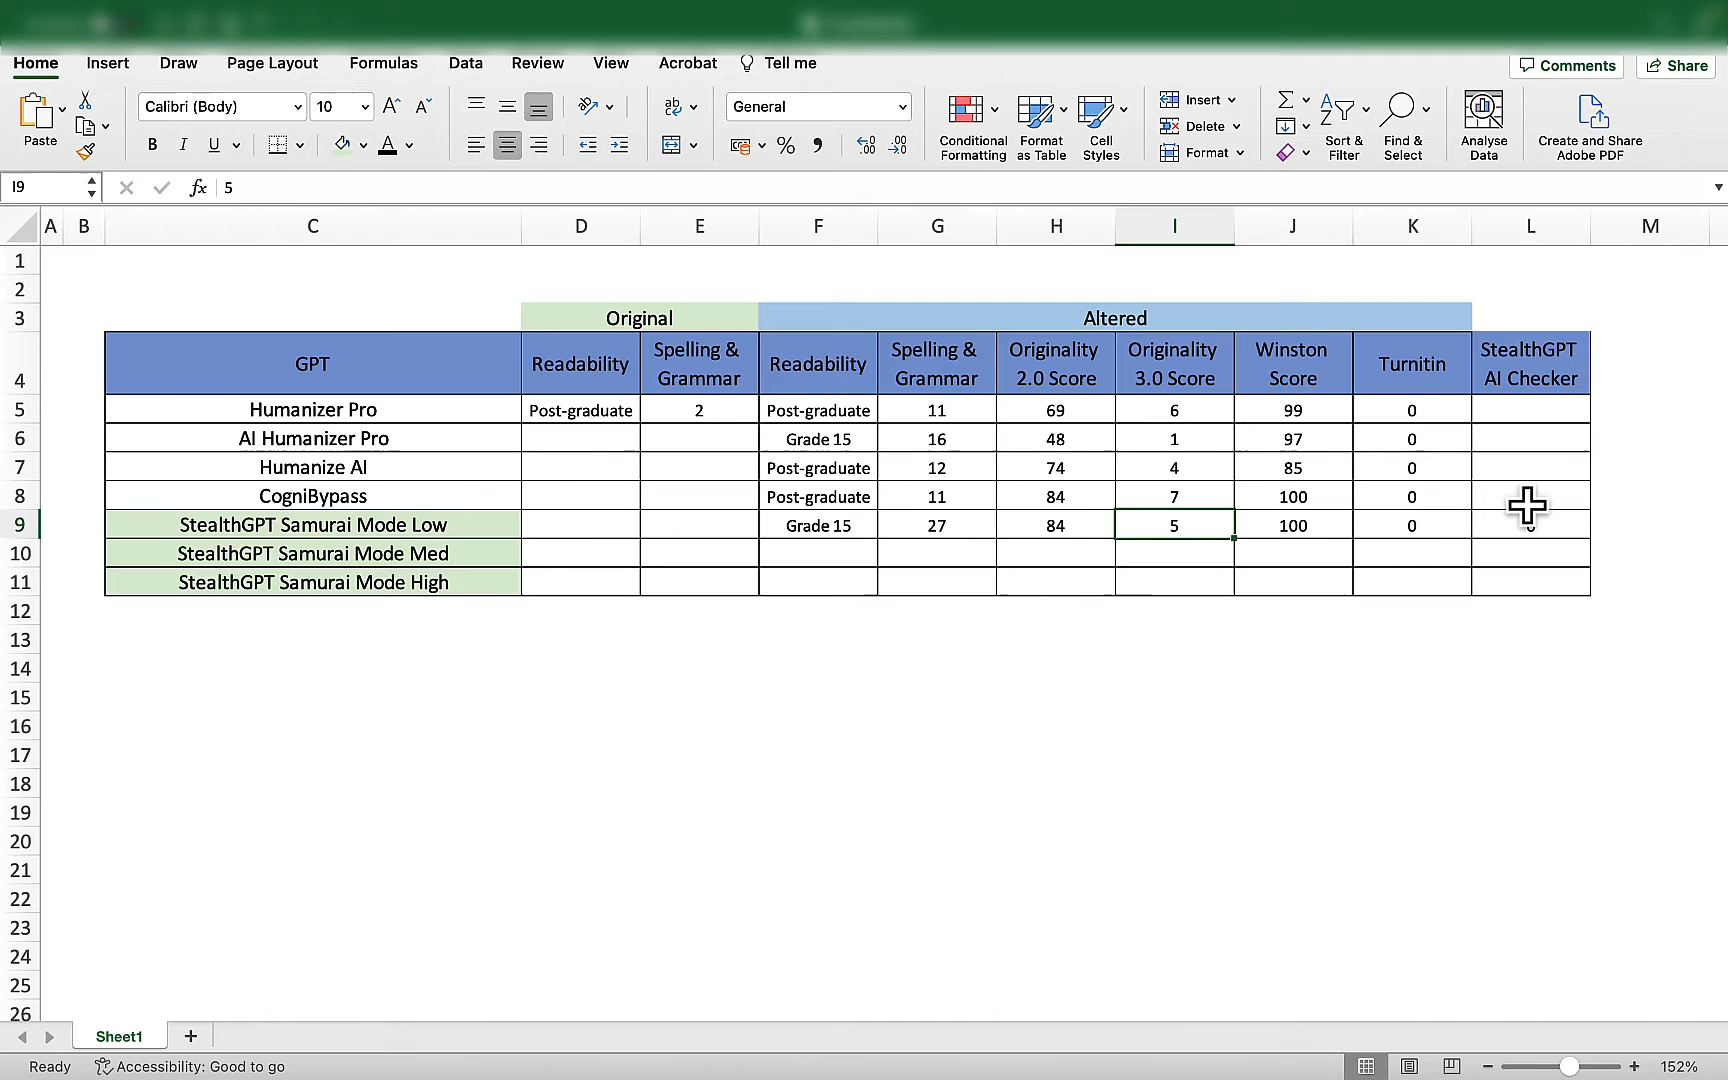 Home Insert Draw Page Layout Formulas Data Review View Acrobat Tell me Comments Share
Paste
Calibri (Body) 10
B I U
ab
General
Conditional Formatting
Format as Table
Cell Styles
Insert
Delete
Format
Sort & Filter
Find & Select
Analyse Data
Create and Share Adobe PDF
I9 fx 5
A B C D E F G H I J K L M
1
2
3 Original Altered
4 GPT Readability Spelling & Grammar Readability Spelling & Grammar Originality 2.0 Score Originality 3.0 Score Winston Score Turnitin StealthGPT AI Checker
5 Humanizer Pro Post-graduate 2 Post-graduate 11 69 6 99 0
6 AI Humanizer Pro Grade 15 16 48 1 97 0
7 Humanize AI Post-graduate 12 74 4 85 0
8 CogniBypass Post-graduate 11 84 7 100 0
9 StealthGPT Samurai Mode Low Grade 15 27 84 5 100 0
10 StealthGPT Samurai Mode Med
11 StealthGPT Samurai Mode High
12
13
14
15
16
17
18
19
20
21
22
23
24
25
26
Sheet1 +
Ready Accessibility: Good to go 152%